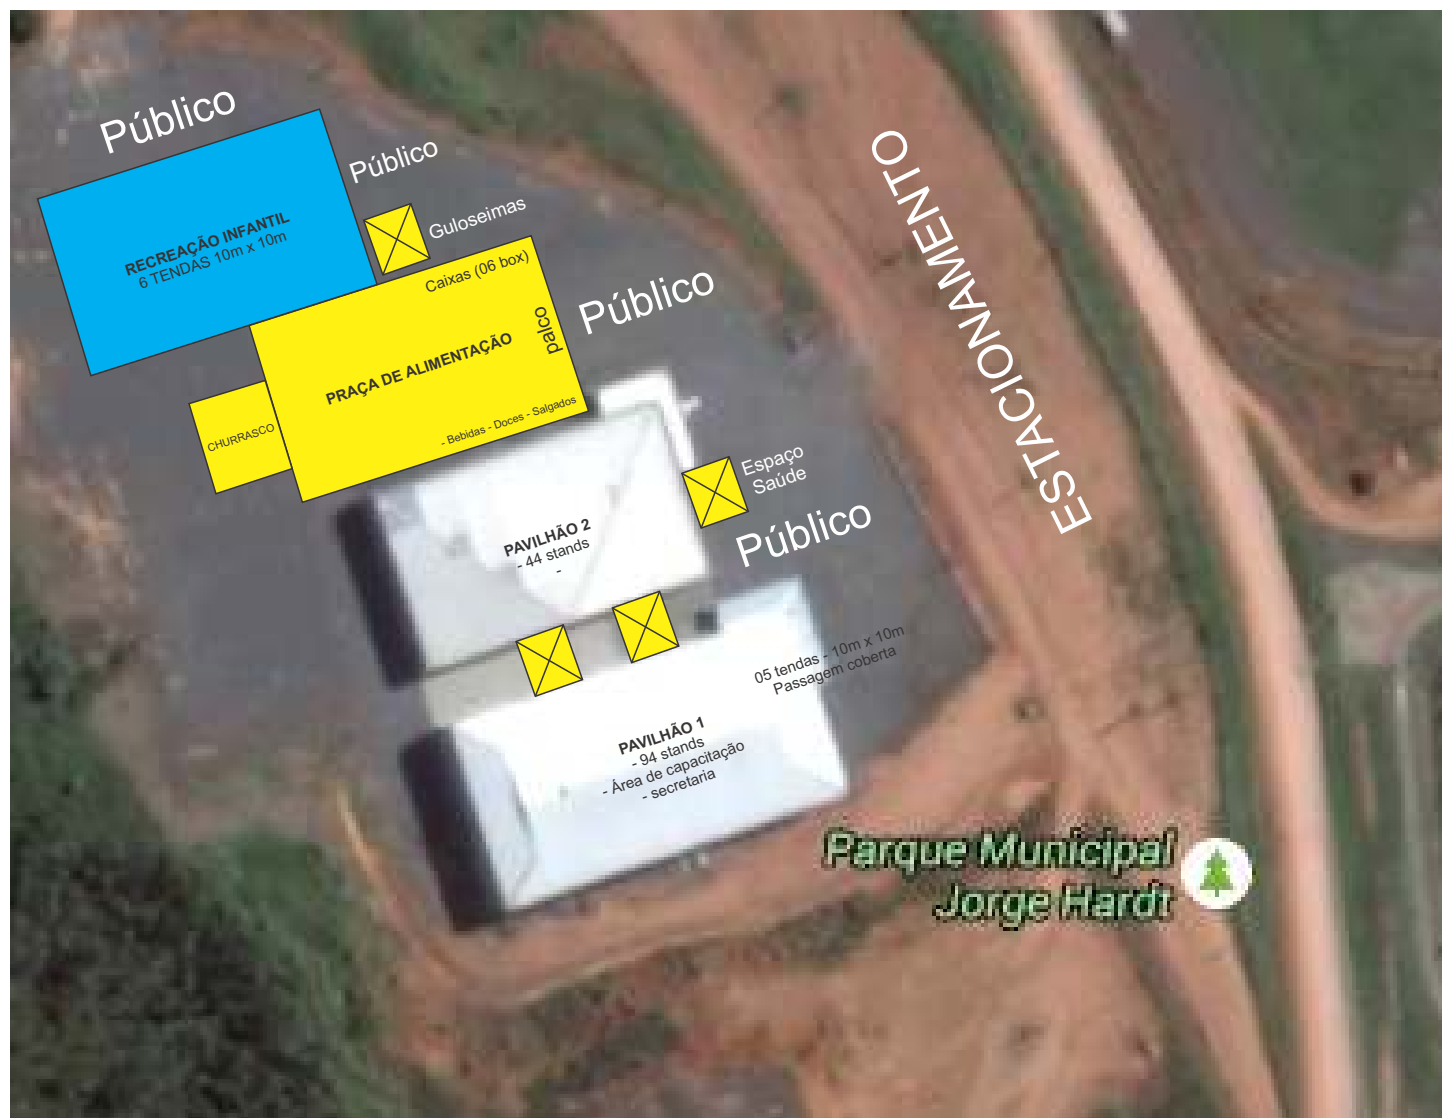 Público
Público
Guloseimas
RECREAÇÃO INFANTIL
6 TENDAS 10m x 10m
Caixas (06 box)
palco
PRAÇA DE ALIMENTAÇÃO
- Bebidas - Doces - Salgados
CHURRASCO
Público
ESTACIONAMENTO
Espaço
Saúde
PAVILHÃO 2
- 44 stands
-
Público
05 tendas - 10m x 10m
Passagem coberta
PAVILHÃO 1
- 94 stands
- Área de capacitação
- secretaria
Parque Municipal
Jorge Hardt